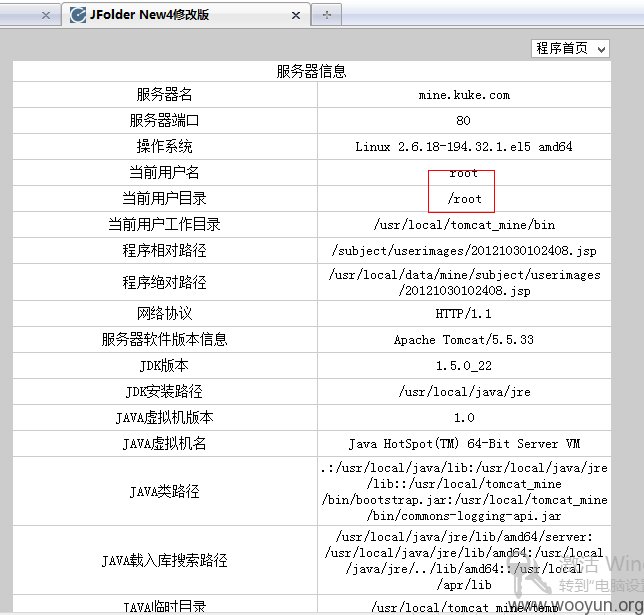 JFolder New4修改版
程序首页
服务器信息
服务器名 mine.kuke.com
服务器端口 80
操作系统 Linux 2.6.18-194.32.1.el5 amd64
当前用户名 root
当前用户目录 /root
当前用户工作目录 /usr/local/tomcat_mine/bin
程序相对路径 /subject/userimages/20121030102408.jsp
程序绝对路径 /usr/local/data/mine/subject/userimages
/20121030102408.jsp
网络协议 HTTP/1.1
服务器软件版本信息 Apache Tomcat/5.5.33
JDK版本 1.5.0_22
JDK安装路径 /usr/local/java/jre
JAVA虚拟机版本 1.0
JAVA虚拟机名 Java HotSpot(TM) 64-Bit Server VM
JAVA类路径 .:/usr/local/java/lib:/usr/local/java/jre
/lib::/usr/local/tomcat_mine
/bin/bootstrap.jar:/usr/local/tomcat_mine
/bin/commons-logging-api.jar
JAVA载入库搜索路径 /usr/local/java/jre/lib/amd64/server:
/usr/local/java/jre/lib/amd64:/usr/local
/java/jre/../lib/amd64::/usr/local
/apr/lib
激活 Win
转到"电脑设
JAVA临时目录 /usr/local/tomcat_mine/temp
www.wooyun.org